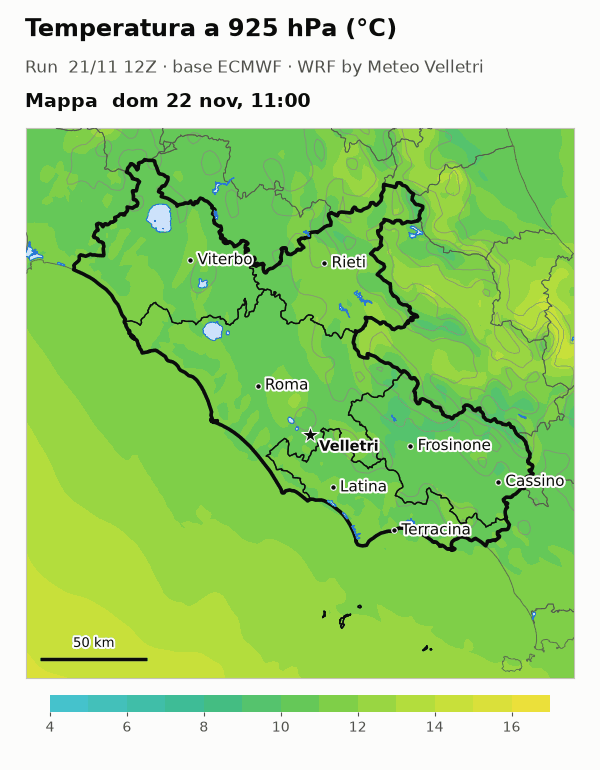 Temperatura a 925 hPa (°C)
Run 21/11 12Z · base ECMWF · WRF by Meteo Velletri
Mappa dom 22 nov, 11:00
Viterbo
Rieti
Roma
Velletri
Frosinone
Latina
Cassino
Terracina
50 km
4 6 8 10 12 14 16